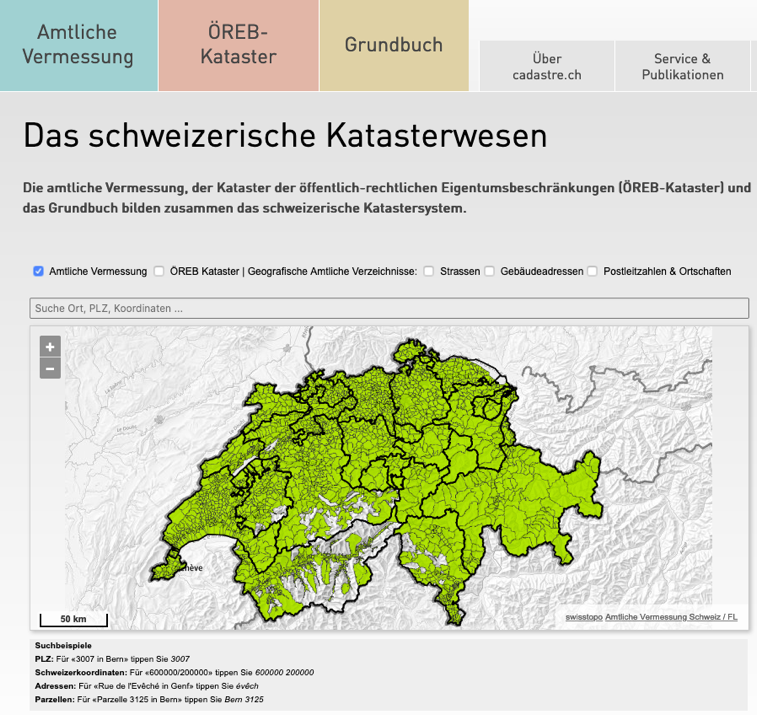 Amtliche
Vermessung
ÖREB-
Kataster
Grundbuch
Über
cadastre.ch
Service &
Publikationen
Das schweizerische Katasterwesen
Die amtliche Vermessung, der Kataster der öffentlich-rechtlichen Eigentumsbeschränkungen (ÖREB-Kataster) und
das Grundbuch bilden zusammen das schweizerische Katastersystem.
Amtliche Vermessung ÖREB Kataster | Geografische Amtliche Verzeichnisse: Strassen Gebäudeadressen Postleitzahlen & Ortschaften
Suche Ort, PLZ, Koordinaten ...
+
−
50 km
swisstopo Amtliche Vermessung Schweiz / FL
Suchbeispiele
PLZ: Für «3007 in Bern» tippen Sie 3007
Schweizerkoordinaten: Für «600000/200000» tippen Sie 600000 200000
Adressen: Für «Rue de l'Evêché in Genf» tippen Sie évêch
Parzellen: Für «Parzelle 3125 in Bern» tippen Sie Bern 3125